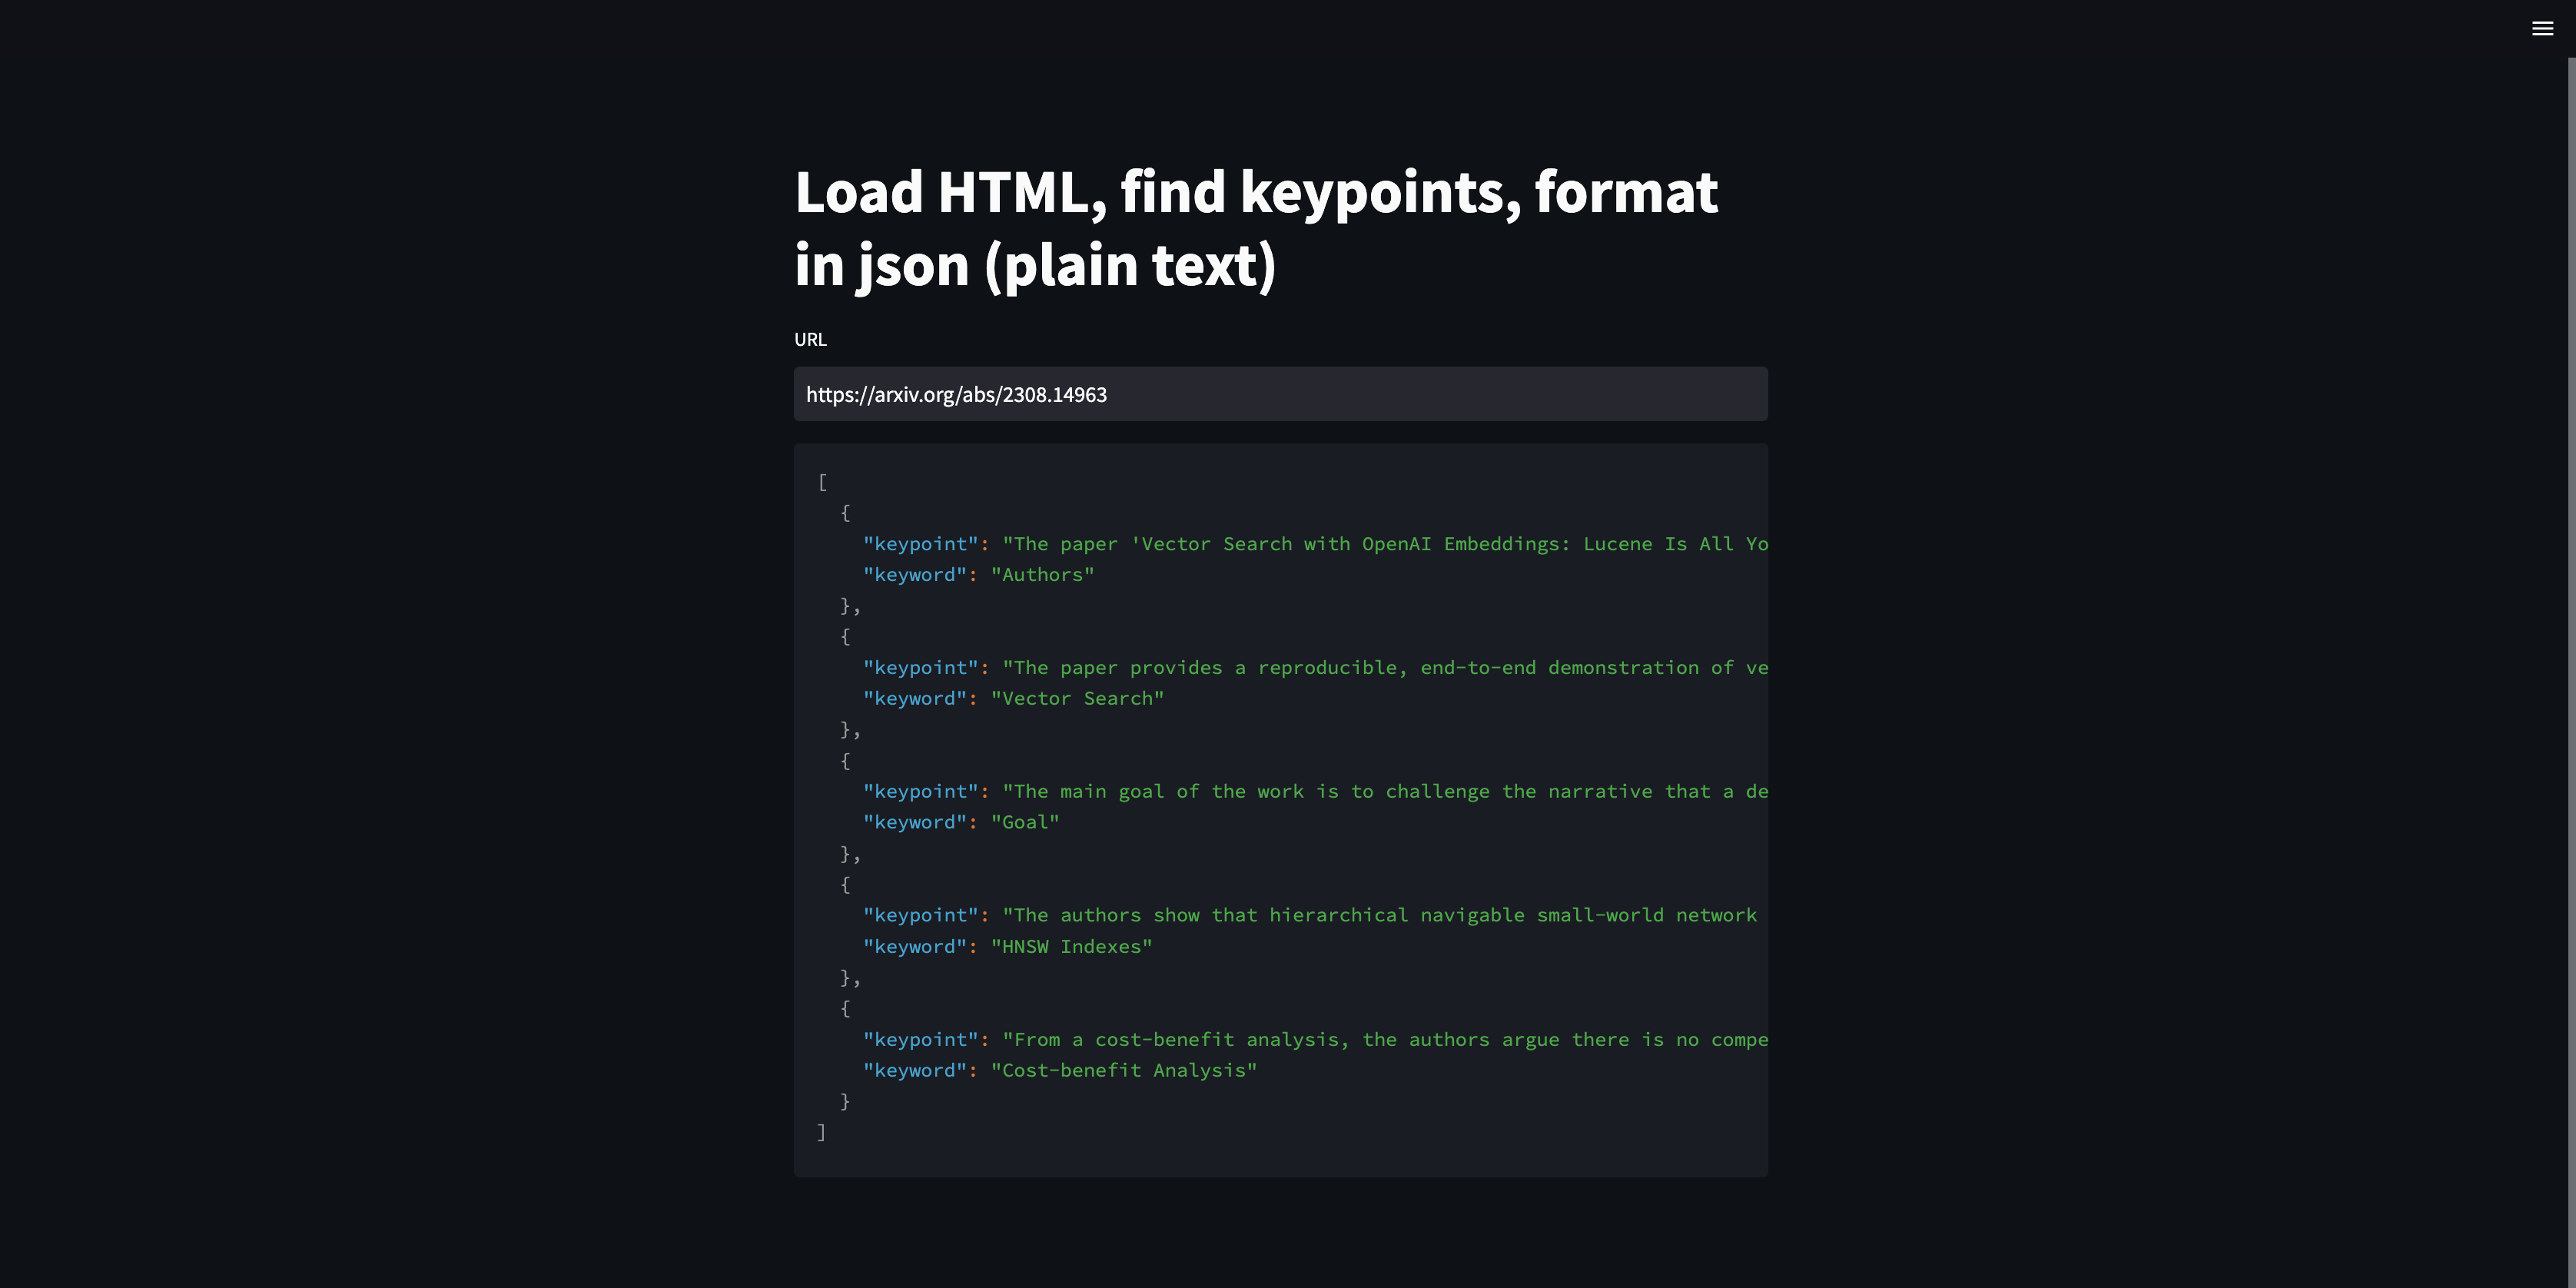 Load HTML, find keypoints, format
in json (plain text)
URL
https://arxiv.org/abs/2308.14963
[
{
"keypoint": "The paper 'Vector Search with OpenAI Embeddings: Lucene Is All Yo
"keyword": "Authors"
},
{
"keypoint": "The paper provides a reproducible, end-to-end demonstration of ve
"keyword": "Vector Search"
},
{
"keypoint": "The main goal of the work is to challenge the narrative that a de
"keyword": "Goal"
},
{
"keypoint": "The authors show that hierarchical navigable small-world network
"keyword": "HNSW Indexes"
},
{
"keypoint": "From a cost-benefit analysis, the authors argue there is no compe
"keyword": "Cost-benefit Analysis"
}
]